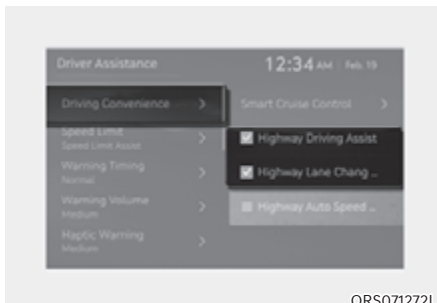 Driver Assistance
12:34 AM Feb. 19
Driving Convenience
Smart Cruise Control
Speed Limit
Speed Limit Assist
Highway Driving Assist
Warning Timing
Normal
Highway Lane Chang ..
Warning Volume
Medium
Highway Auto Speed ..
Haptic Warning
Medium
ORS071272L